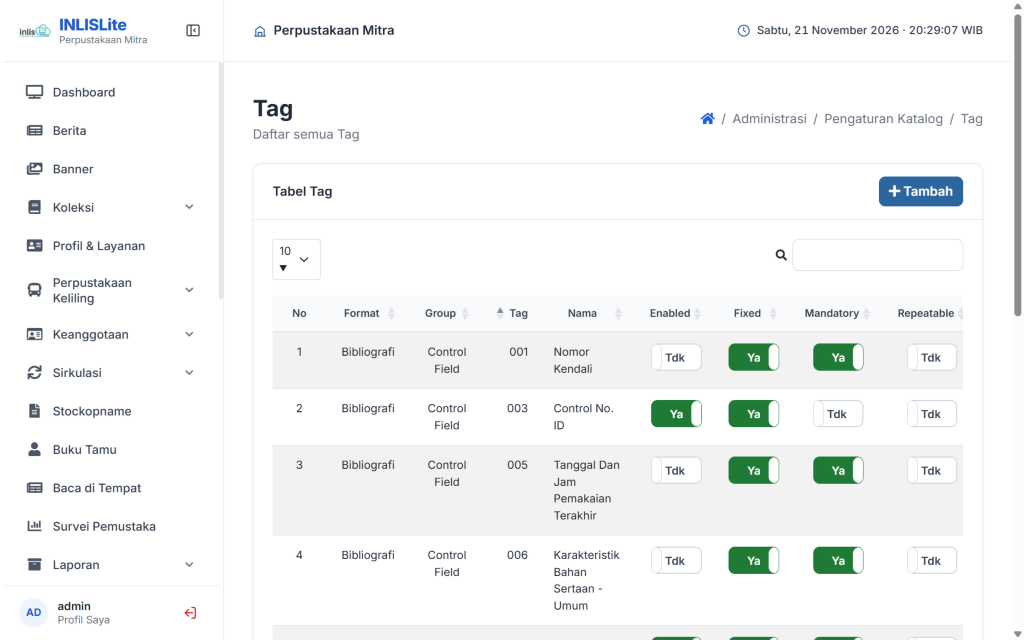 inlis
INLISLite
Perpustakaan Mitra
Perpustakaan Mitra
Sabtu, 21 November 2026 · 20:29:07 WIB
Dashboard
Berita
Banner
Koleksi
Profil & Layanan
Perpustakaan
Keliling
Keanggotaan
Sirkulasi
Stockopname
Buku Tamu
Baca di Tempat
Survei Pemustaka
Laporan
AD
admin
Profil Saya
Tag
Daftar semua Tag
/ Administrasi / Pengaturan Katalog / Tag
Tabel Tag
+ Tambah
10
No Format Group Tag Nama Enabled Fixed Mandatory Repeatable
1 Bibliografi Control Field 001 Nomor Kendali Tdk Ya Ya Tdk
2 Bibliografi Control Field 003 Control No. ID Ya Ya Tdk Tdk
3 Bibliografi Control Field 005 Tanggal Dan Jam Pemakaian Terakhir Tdk Ya Ya Tdk
4 Bibliografi Control Field 006 Karakteristik Bahan Sertaan - Umum Tdk Ya Ya Tdk